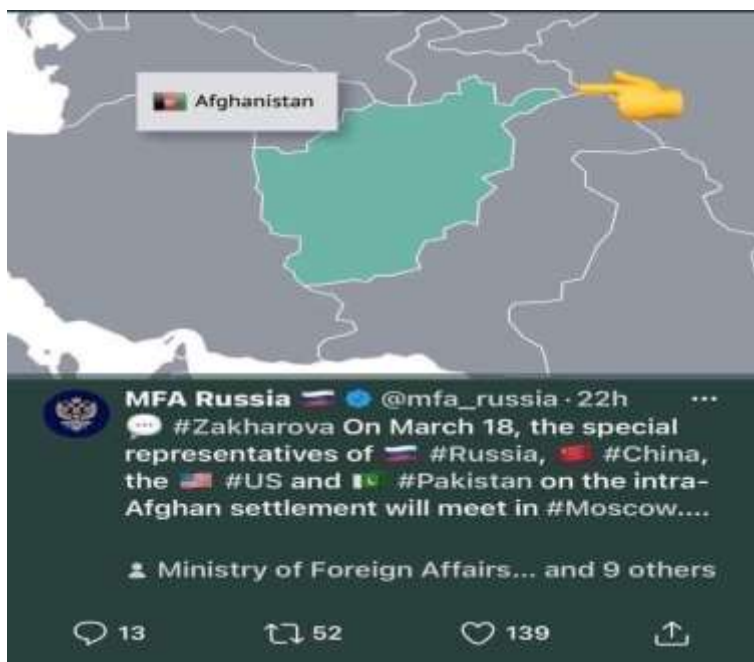 🇦🇫 Afghanistan
MFA Russia 🇷🇺 @mfa_russia · 22h ...
💬 #Zakharova On March 18, the special
representatives of 🇷🇺 #Russia, 🇨🇳 #China,
the 🇺🇸 #US and 🇵🇰 #Pakistan on the intra-
Afghan settlement will meet in #Moscow....
Ministry of Foreign Affairs... and 9 others
13 52 139